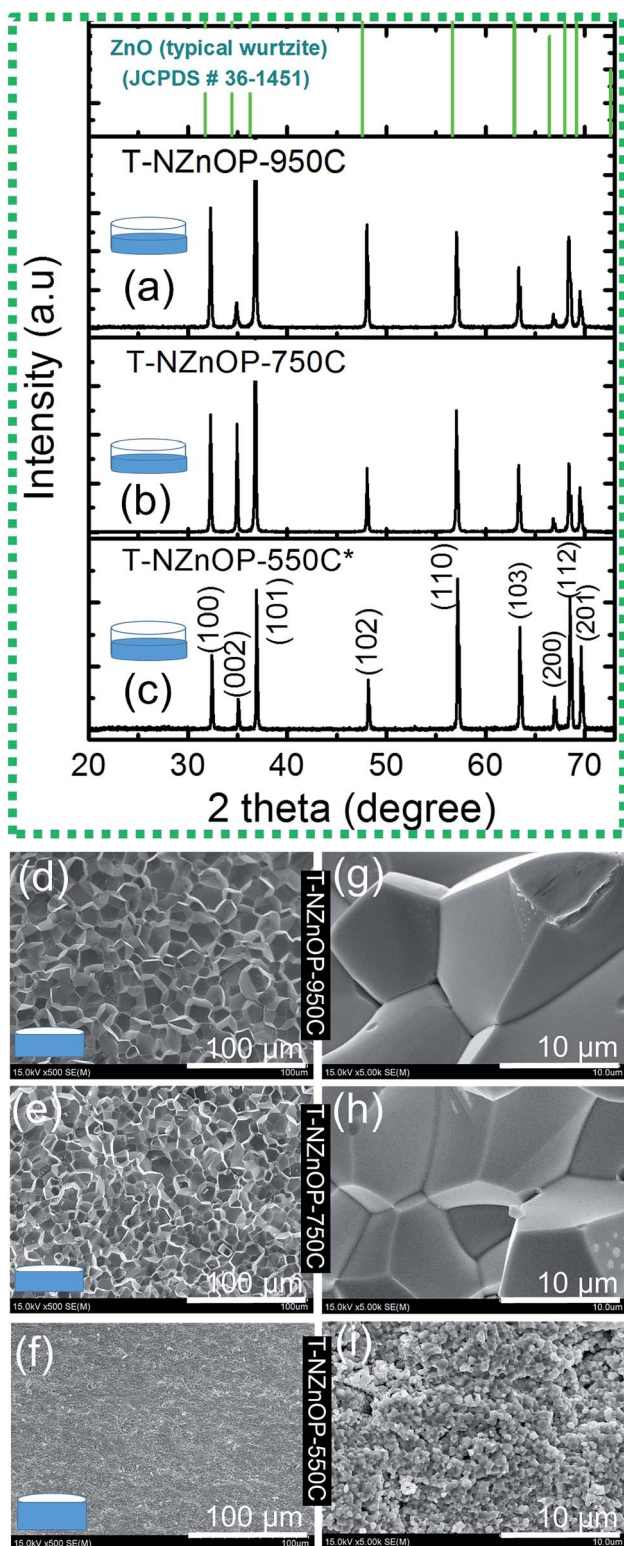 ZnO (typical wurtzite)
(JCPDS # 36-1451)
T-NZnOP-950C
(a)
T-NZnOP-750C
(b)
T-NZnOP-550C*
(c)
(100)
(002)
(101)
(102)
(110)
(103)
(200)
(112)
(201)
Intensity (a.u)
20 30 40 50 60 70
2 theta (degree)
(d)
100 µm
15.0kV x500 SE(M) 100um
T-NZnOP-950C
(g)
10 µm
15.0kV x5.00k SE(M) 10.0um
(e)
100 µm
15.0kV x500 SE(M) 100um
T-NZnOP-750C
(h)
10 µm
15.0kV x5.00k SE(M) 10.0um
(f)
100 µm
15.0kV x500 SE(M) 100um
T-NZnOP-550C
(i)
10 µm
15.0kV x5.00k SE(M) 10.0um